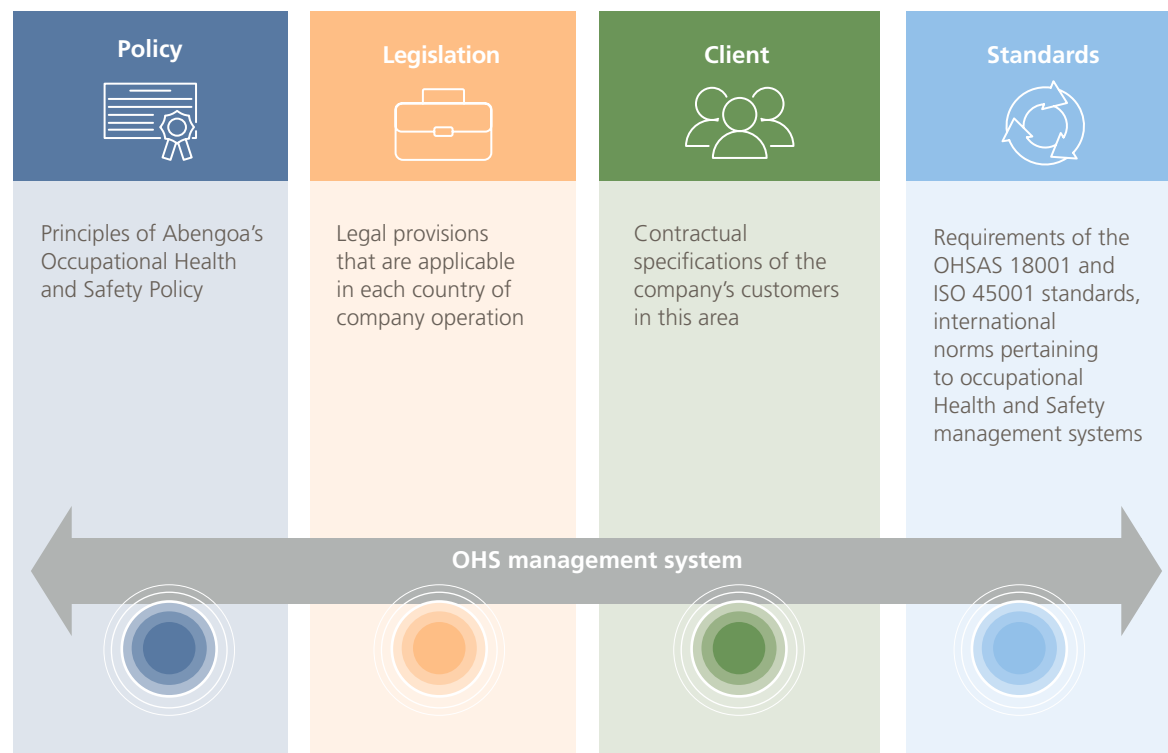 Policy
Principles of Abengoa’s
Occupational Health
and Safety Policy
Legislation
Legal provisions
that are applicable
in each country of
company operation
Client
Contractual
specifications of the
company’s customers
in this area
Standards
Requirements of the
OHSAS 18001 and
ISO 45001 standards,
international
norms pertaining
to occupational
Health and Safety
management systems
OHS management system